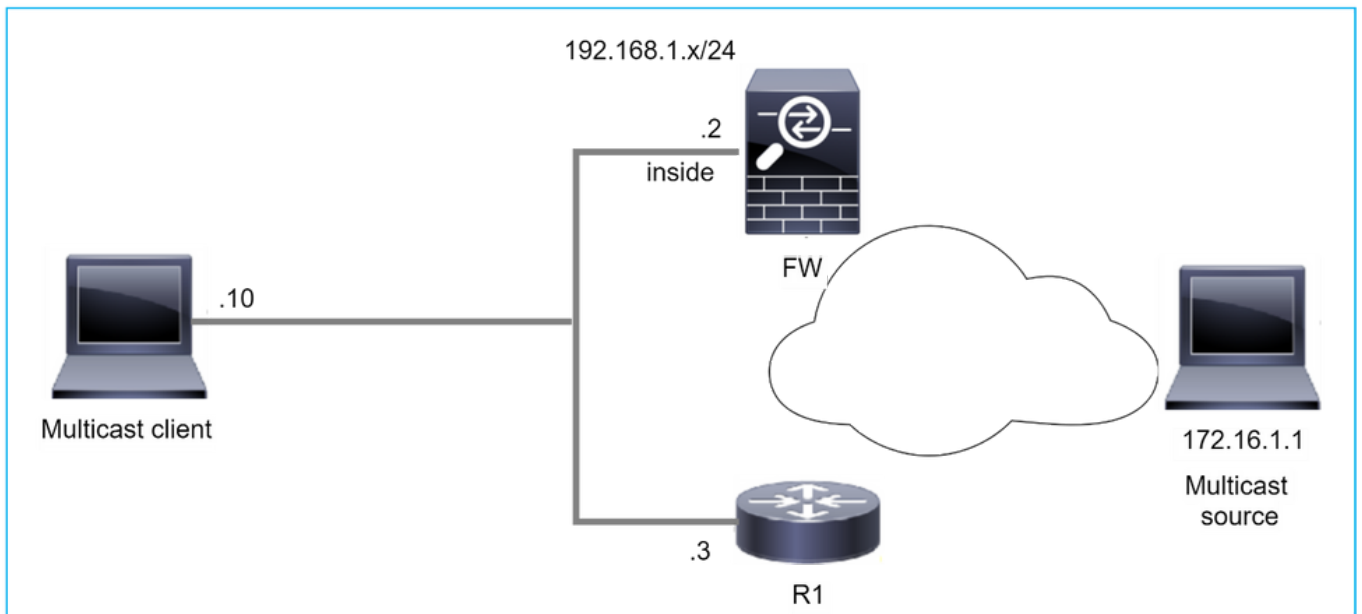 192.168.1.x/24
.2
inside
FW
.10
Multicast client
172.16.1.1
Multicast
source
.3
R1